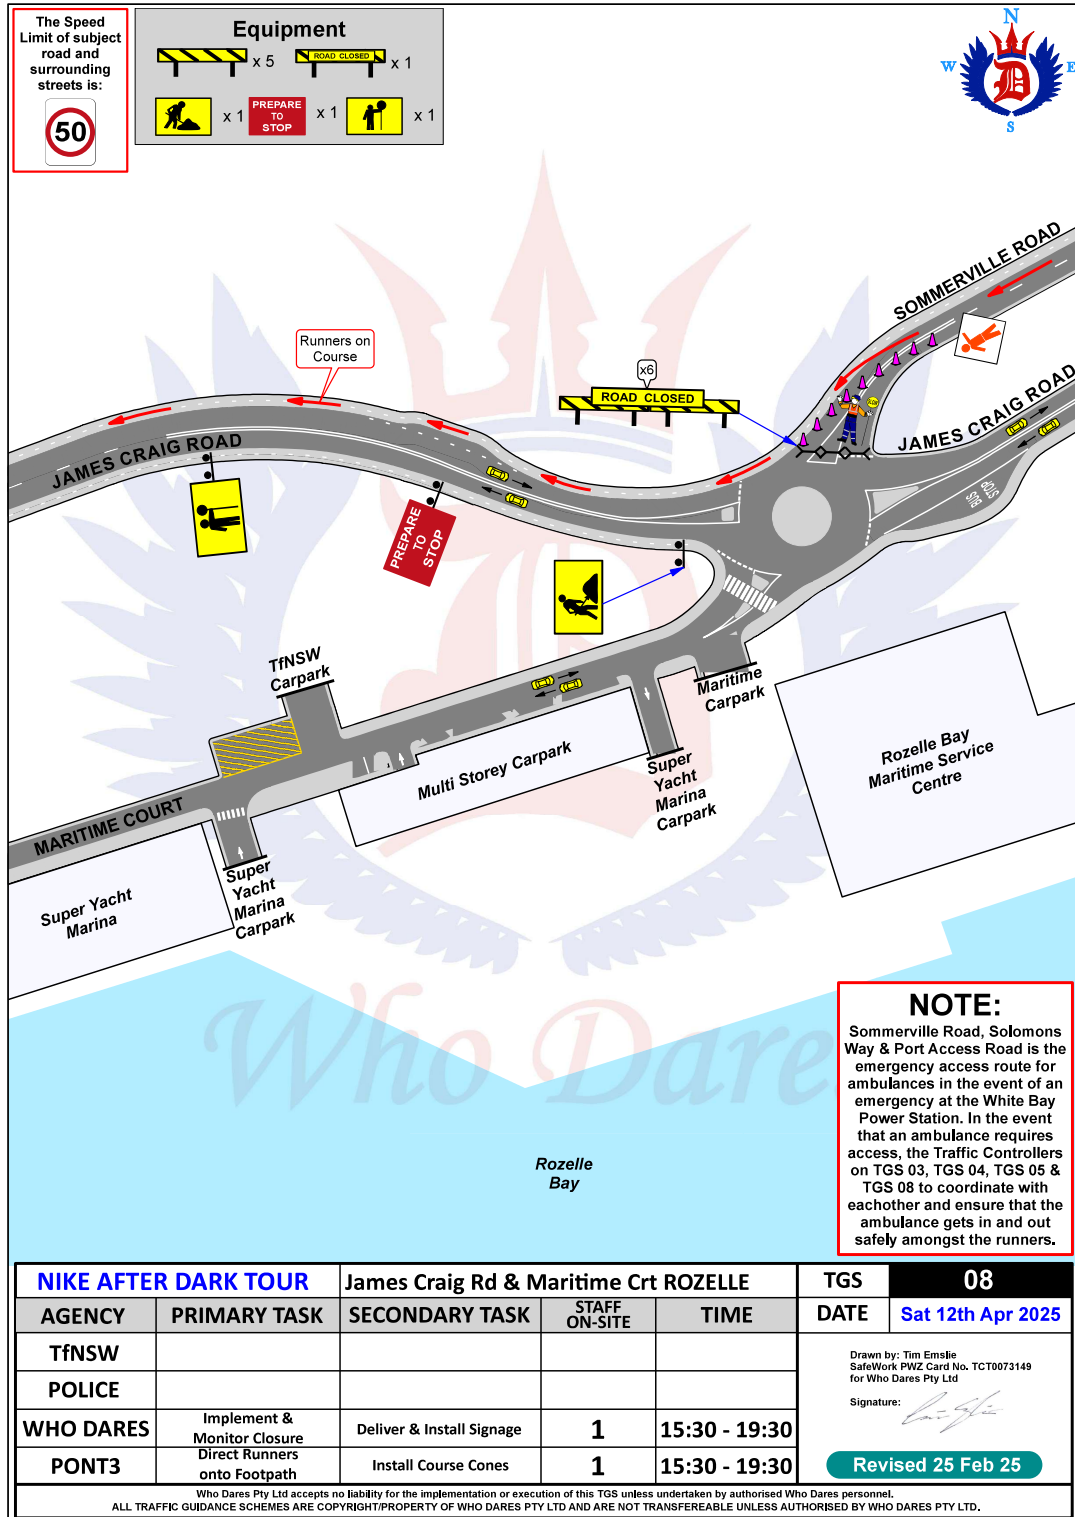 The Speed
Limit of subject
road and
surrounding
streets is:
50
Equipment
x 5
ROAD CLOSED
x 1
x 1
PREPARE
TO
STOP
x 1
x 1
N
W
E
S
D
SOMMERVILLE ROAD
JAMES CRAIG ROAD
Runners on
Course
x6
ROAD CLOSED
JAMES CRAIG ROAD
BUS
STOP
PREPARE
TO
STOP
TfNSW
Carpark
Maritime
Carpark
Super
Yacht
Marina
Carpark
Multi Storey Carpark
Rozelle Bay
Maritime Service
Centre
MARITIME COURT
Super Yacht
Marina
Super
Yacht
Marina
Carpark
Who Dares
Rozelle
Bay
NOTE:
Sommerville Road, Solomons
Way & Port Access Road is the
emergency access route for
ambulances in the event of an
emergency at the White Bay
Power Station. In the event
that an ambulance requires
access, the Traffic Controllers
on TGS 03, TGS 04, TGS 05 &
TGS 08 to coordinate with
eachother and ensure that the
ambulance gets in and out
safely amongst the runners.
NIKE AFTER DARK TOUR
James Craig Rd & Maritime Crt ROZELLE
TGS
08
AGENCY
PRIMARY TASK
SECONDARY TASK
STAFF
ON-SITE
TIME
DATE
Sat 12th Apr 2025
TfNSW
POLICE
WHO DARES
Implement &
Monitor Closure
Deliver & Install Signage
1
15:30 - 19:30
PONT3
Direct Runners
onto Footpath
Install Course Cones
1
15:30 - 19:30
Drawn by: Tim Emslie
SafeWork PWZ Card No. TCT0073149
for Who Dares Pty Ltd
Signature:
Revised 25 Feb 25
Who Dares Pty Ltd accepts no liability for the implementation or execution of this TGS unless undertaken by authorised Who Dares personnel.
ALL TRAFFIC GUIDANCE SCHEMES ARE COPYRIGHT/PROPERTY OF WHO DARES PTY LTD AND ARE NOT TRANSFEREABLE UNLESS AUTHORISED BY WHO DARES PTY LTD.